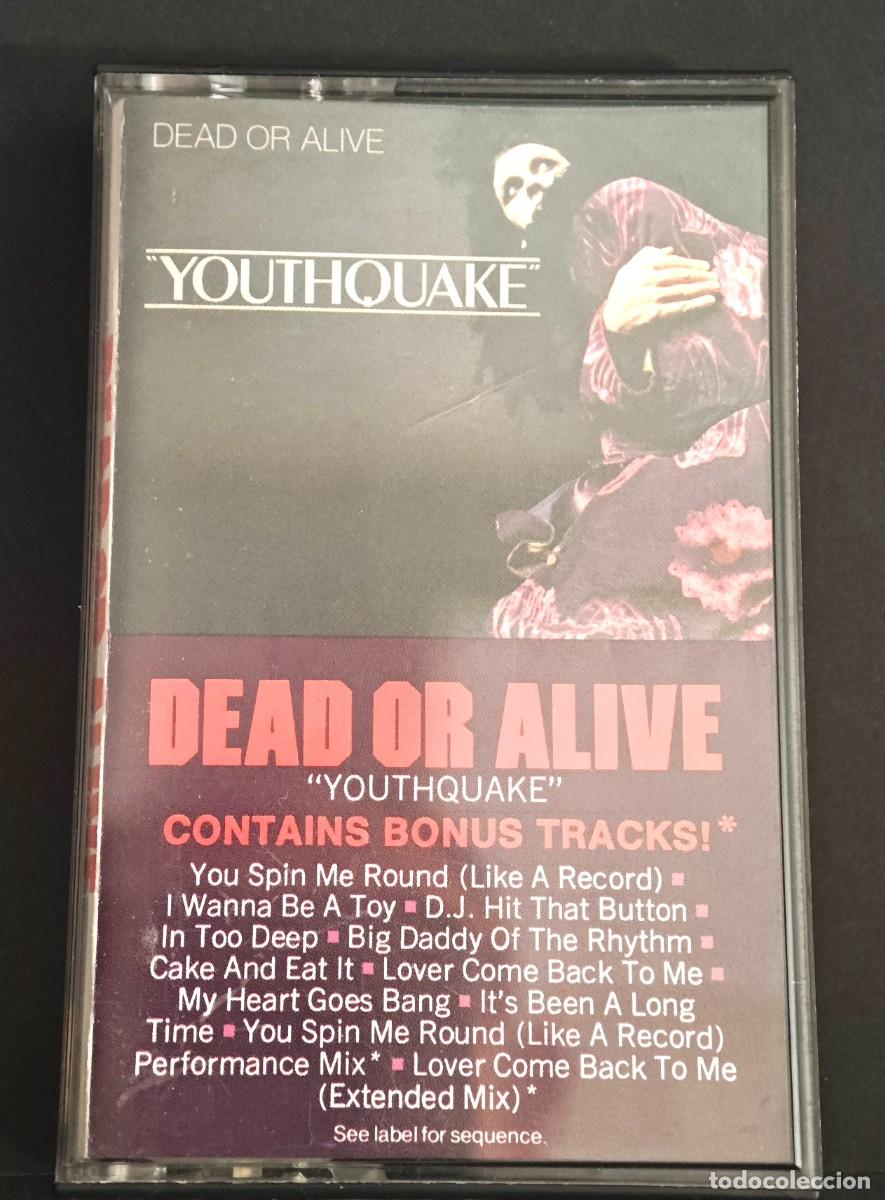 DEAD OR ALIVE
"YOUTHQUAKE"
DEAD OR ALIVE
"YOUTHQUAKE"
CONTAINS BONUS TRACKS!*
You Spin Me Round (Like A Record) ▪
I Wanna Be A Toy ▪ D.J. Hit That Button ▪
In Too Deep ▪ Big Daddy Of The Rhythm ▪
Cake And Eat It ▪ Lover Come Back To Me ▪
My Heart Goes Bang ▪ It's Been A Long
Time ▪ You Spin Me Round (Like A Record)
Performance Mix* ▪ Lover Come Back To Me
(Extended Mix)*
See label for sequence.
todocoleccion